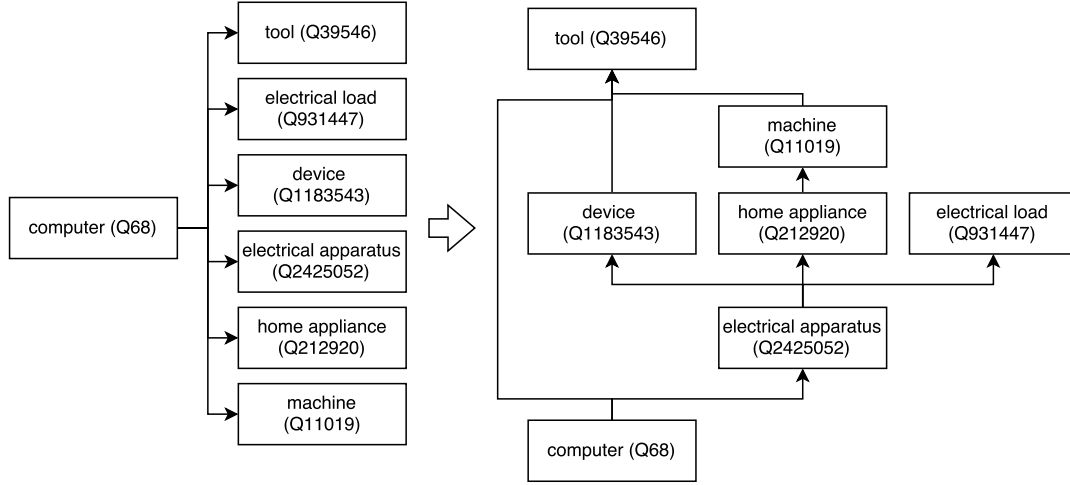 tool (Q39546)
electrical load
(Q931447)
device
(Q1183543)
computer (Q68)
electrical apparatus
(Q2425052)
home appliance
(Q212920)
machine
(Q11019)
tool (Q39546)
machine
(Q11019)
device
(Q1183543)
home appliance
(Q212920)
electrical load
(Q931447)
electrical apparatus
(Q2425052)
computer (Q68)